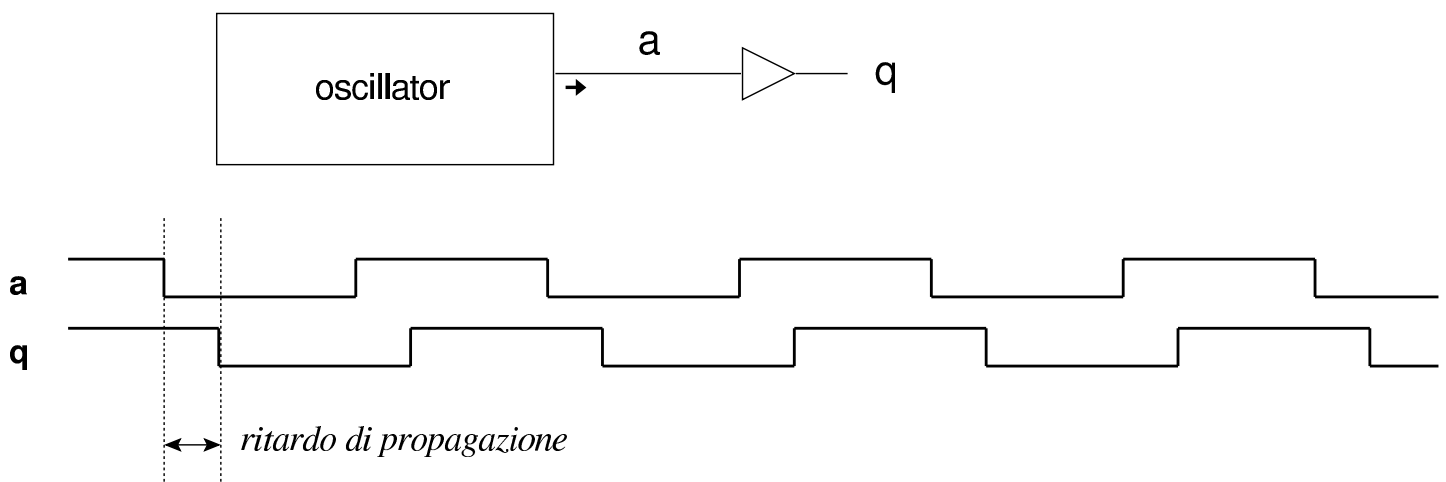 a
oscillator
q
a
q
ritardo di propagazione